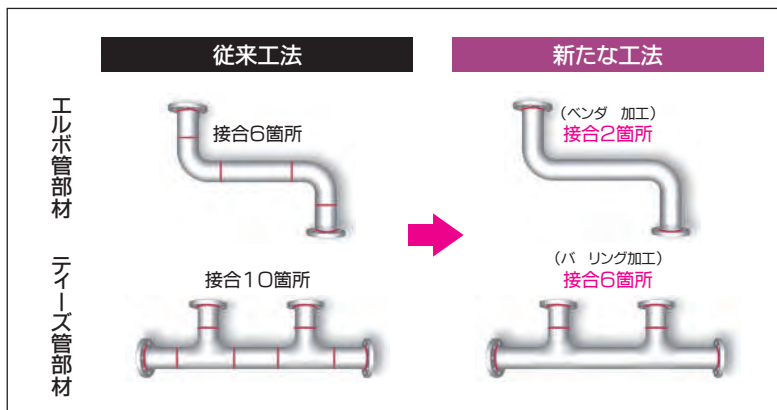 従来工法
新たな工法
エルボ管部材
接合6箇所
(ベンダ 加工)
接合2箇所
ティーズ管部材
接合10箇所
(バ リング加工)
接合6箇所